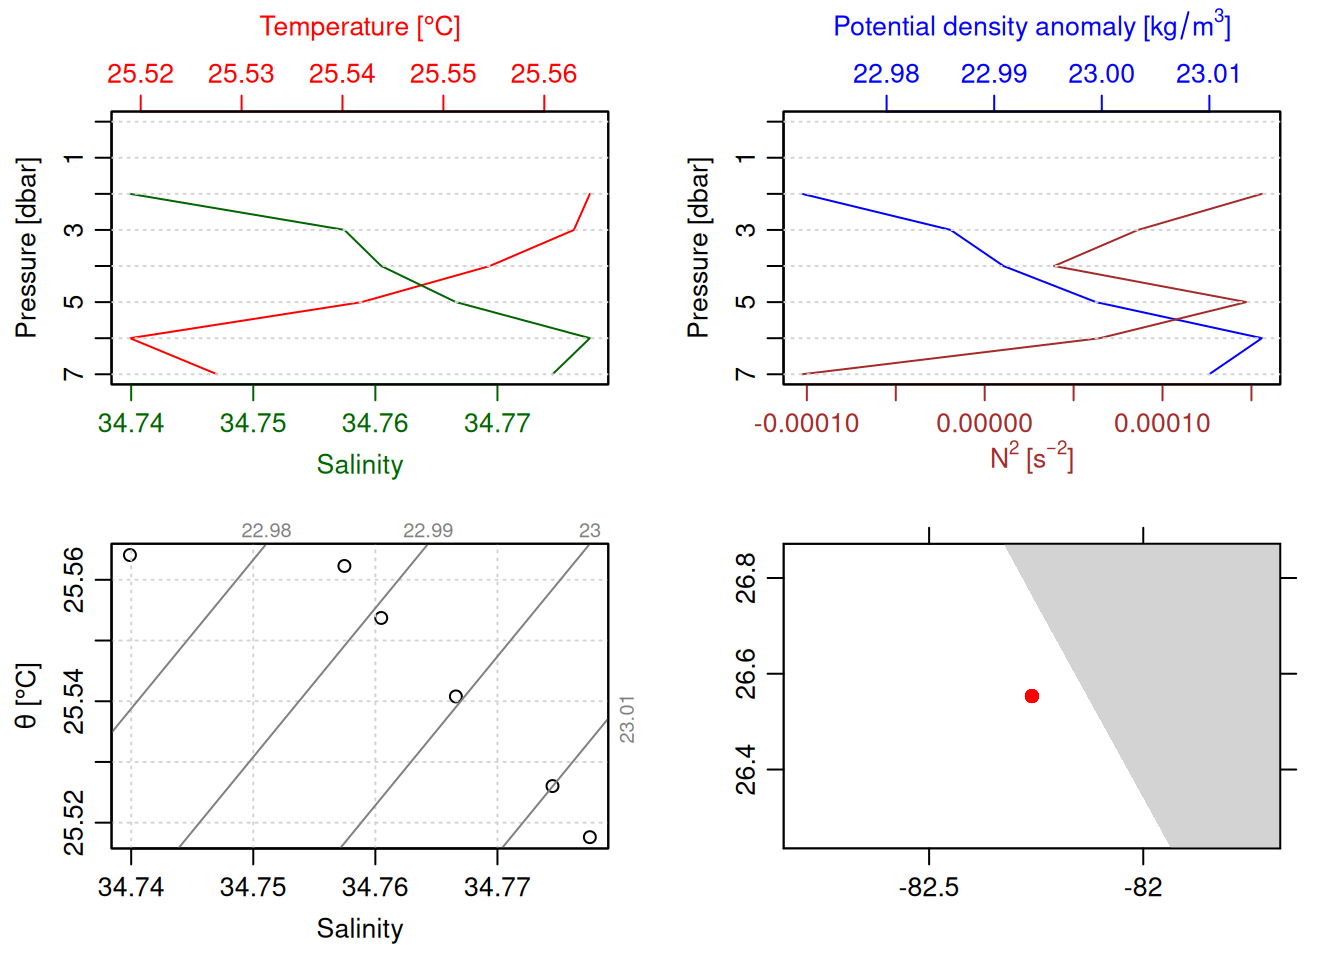 Temperature [°C]
25.52 25.53 25.54 25.55 25.56
Pressure [dbar]
1
3
5
7
34.74 34.75 34.76 34.77
Salinity
Potential density anomaly [kg/m³]
22.98 22.99 23.00 23.01
Pressure [dbar]
1
3
5
7
-0.00010 0.00000 0.00010
N² [s⁻²]
22.98 22.99 23
θ [°C]
25.56
25.54
25.52
23.01
34.74 34.75 34.76 34.77
Salinity
26.8
26.6
26.4
-82.5 -82